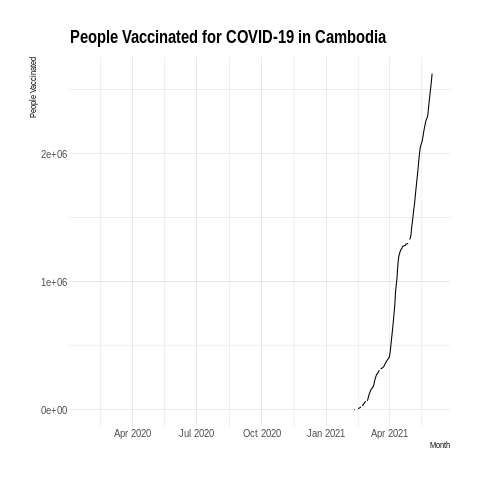 People Vaccinated for COVID-19 in Cambodia
People Vaccinated
2e+06
1e+06
0e+00
Apr 2020 Jul 2020 Oct 2020 Jan 2021 Apr 2021
Month